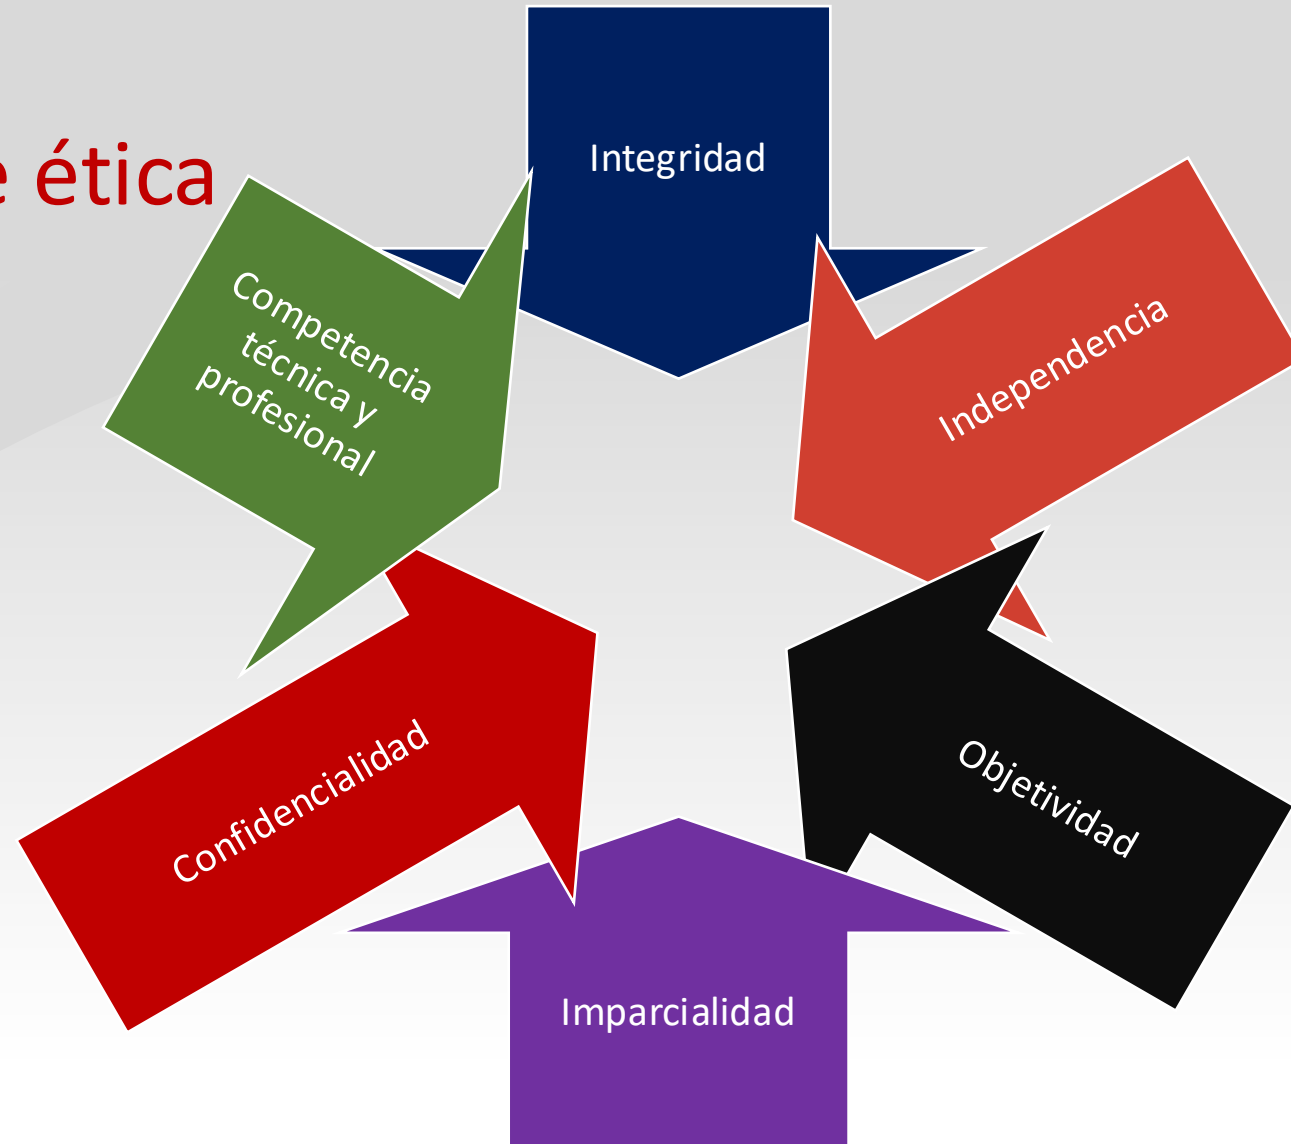 e ética
Integridad
Independencia
Objetividad
Imparcialidad
Confidencialidad
Competencia
técnica y
profesional